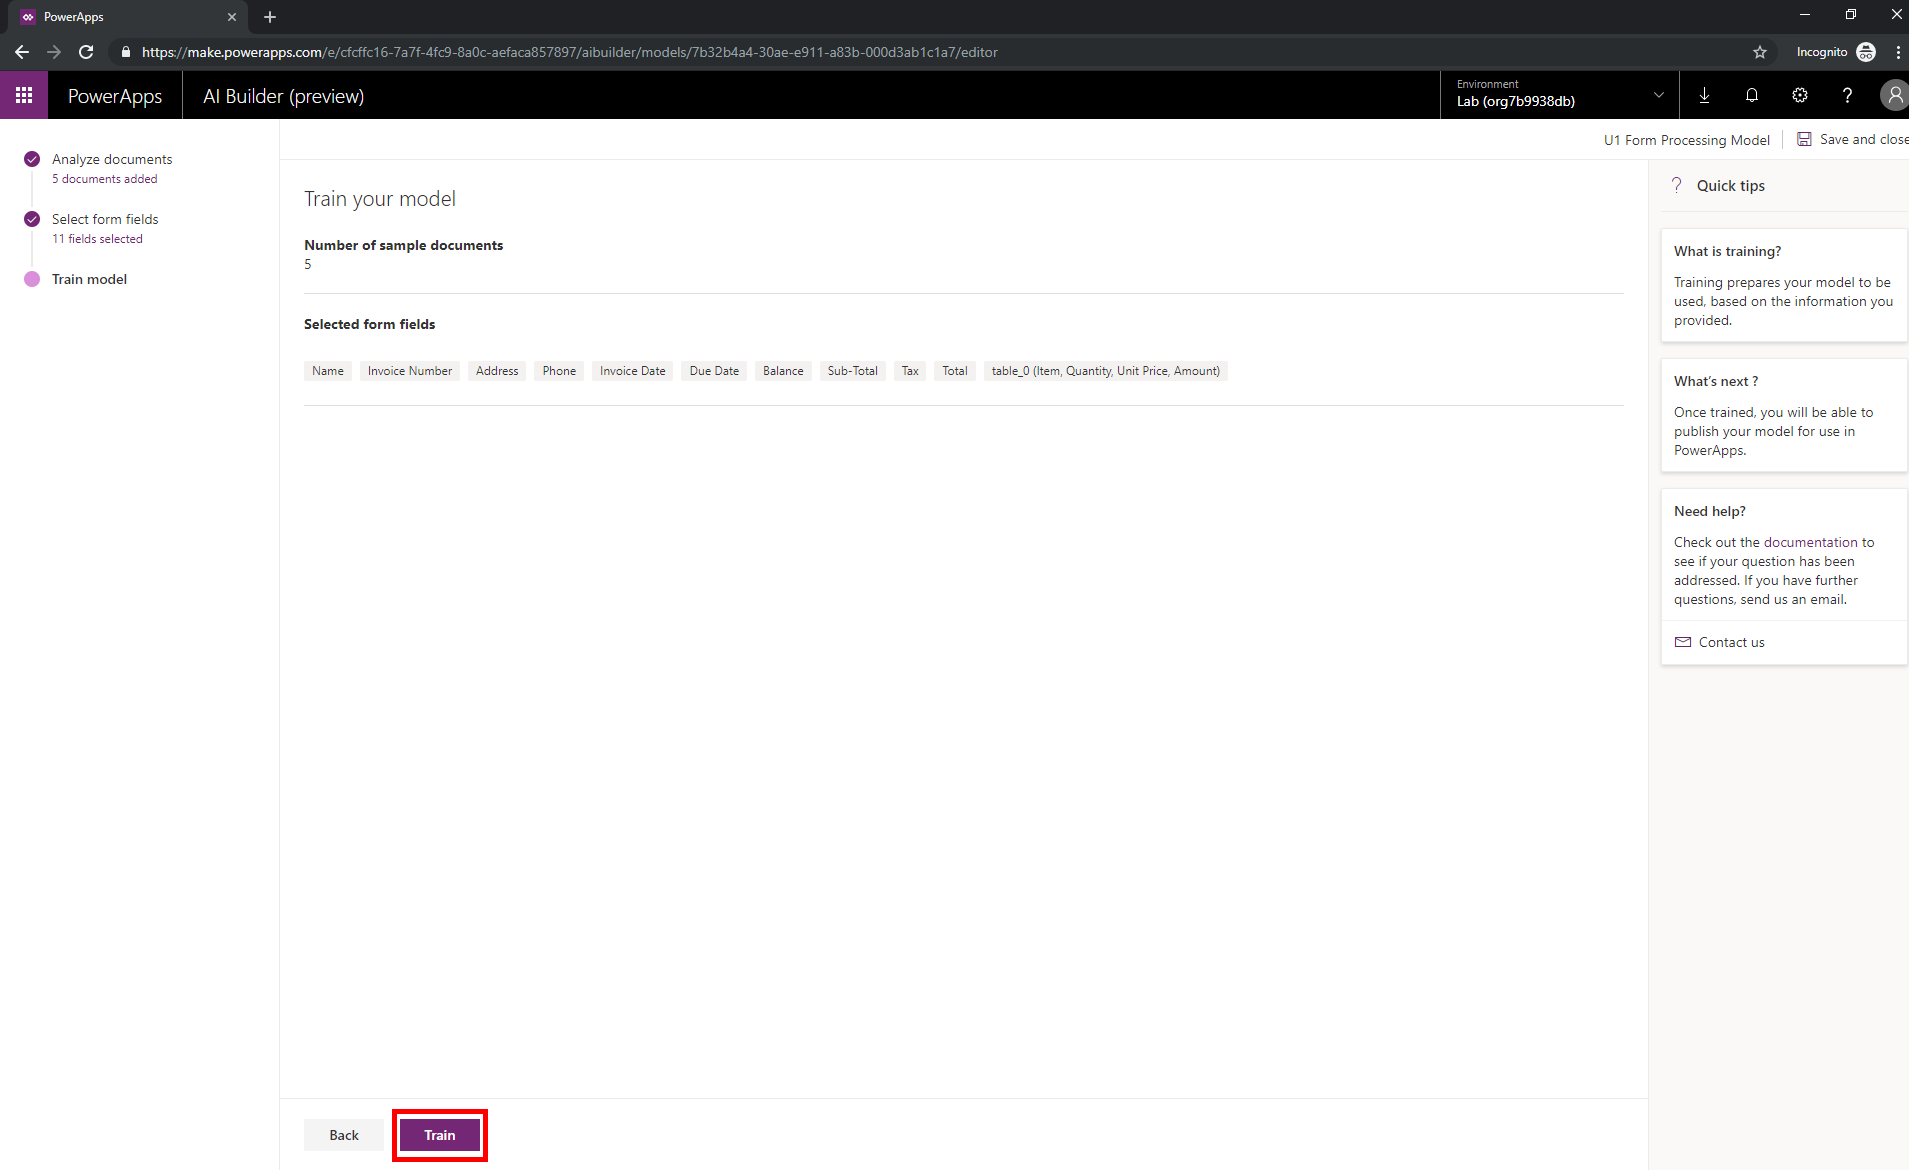 PowerApps
https://make.powerapps.com/e/cfcffc16-7a7f-4fc9-8a0c-aefaca857897/aibuilder/models/7b32b4a4-30ae-e911-a83b-000d3ab1c1a7/editor
Incognito
PowerApps
AI Builder (preview)
Environment
Lab (org7b9938db)
Analyze documents
5 documents added
Select form fields
11 fields selected
Train model
U1 Form Processing Model
Save and close
Train your model
Number of sample documents
5
Selected form fields
Name Invoice Number Address Phone Invoice Date Due Date Balance Sub-Total Tax Total table_0 (Item, Quantity, Unit Price, Amount)
Back
Train
Quick tips
What is training?
Training prepares your model to be
used, based on the information you
provided.
What's next ?
Once trained, you will be able to
publish your model for use in
PowerApps.
Need help?
Check out the documentation to
see if your question has been
addressed. If you have further
questions, send us an email.
Contact us